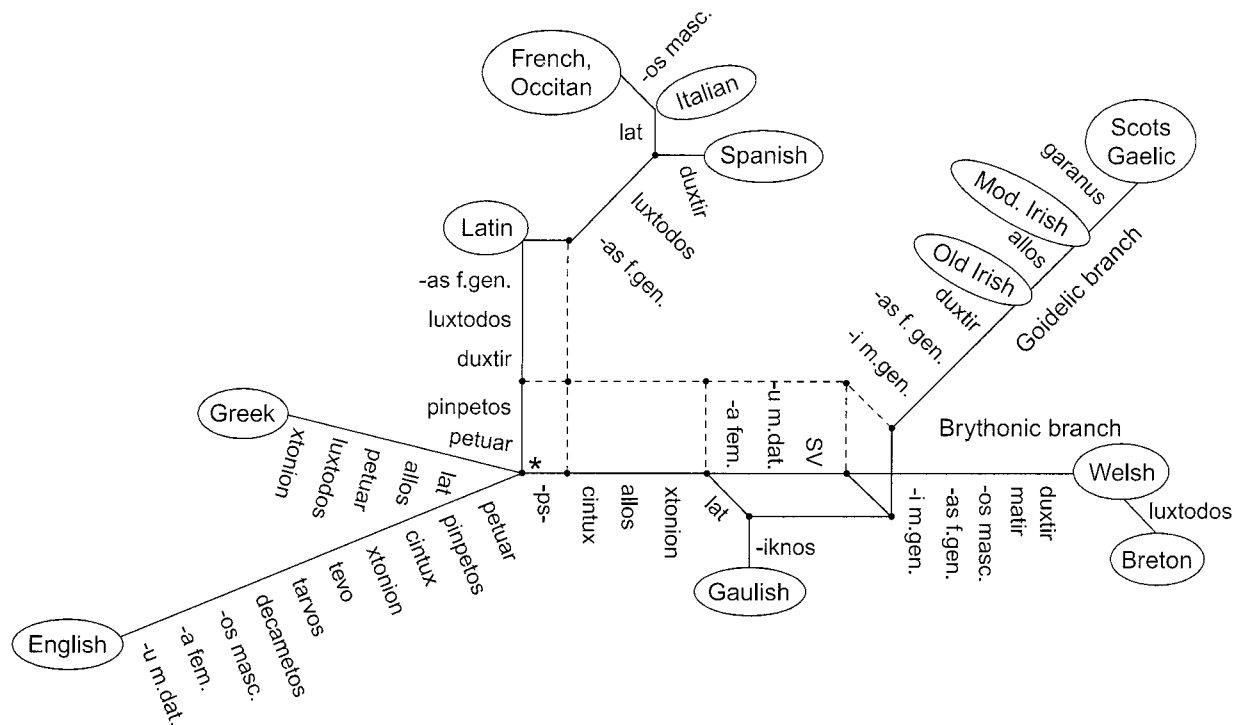 -os masc.
French,
Occitan
Italian
lat
Spanish
duxtir
luxtodos
-as f.gen.
Latin
-as f.gen.
luxtodos
duxtir
pinpetos
petuar
Scots
Gaelic
garanus
Mod. Irish
allos
Old Irish
duxtir
-as f. gen.
-i m.gen.
Goidelic branch
Greek
xtonion
luxtodos
petuar
allos
lat
*
-ps-
cintux
allos
xtonion
lat
-a fem.
-u m.dat.
SV
Brythonic branch
-i m.gen.
-as f.gen.
-os masc.
matir
duxtir
Welsh
luxtodos
Breton
-iknos
Gaulish
petuar
pinpetos
cintux
xtonion
tevo
tarvos
decametos
-os masc.
-a fem.
-u m.dat.
English